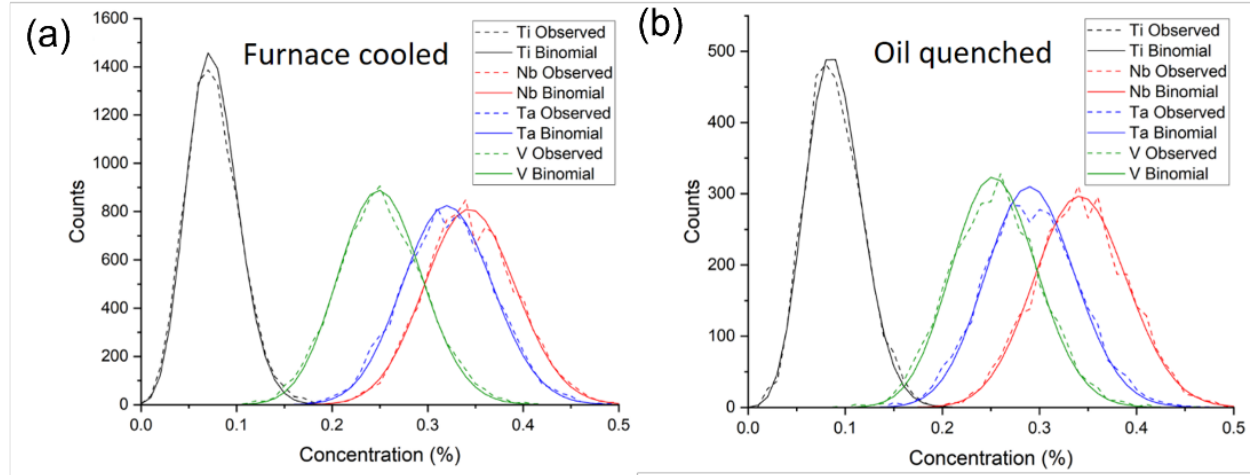 (a)
Furnace cooled
Ti Observed
Ti Binomial
Nb Observed
Nb Binomial
Ta Observed
Ta Binomial
V Observed
V Binomial
1600
1400
1200
1000
800
600
400
200
0
Counts
0.0
0.1
0.2
0.3
0.4
0.5
Concentration (%)
(b)
Oil quenched
Ti Observed
Ti Binomial
Nb Observed
Nb Binomial
Ta Observed
Ta Binomial
V Observed
V Binomial
500
400
300
200
100
0
Counts
0.0
0.1
0.2
0.3
0.4
0.5
Concentration (%)